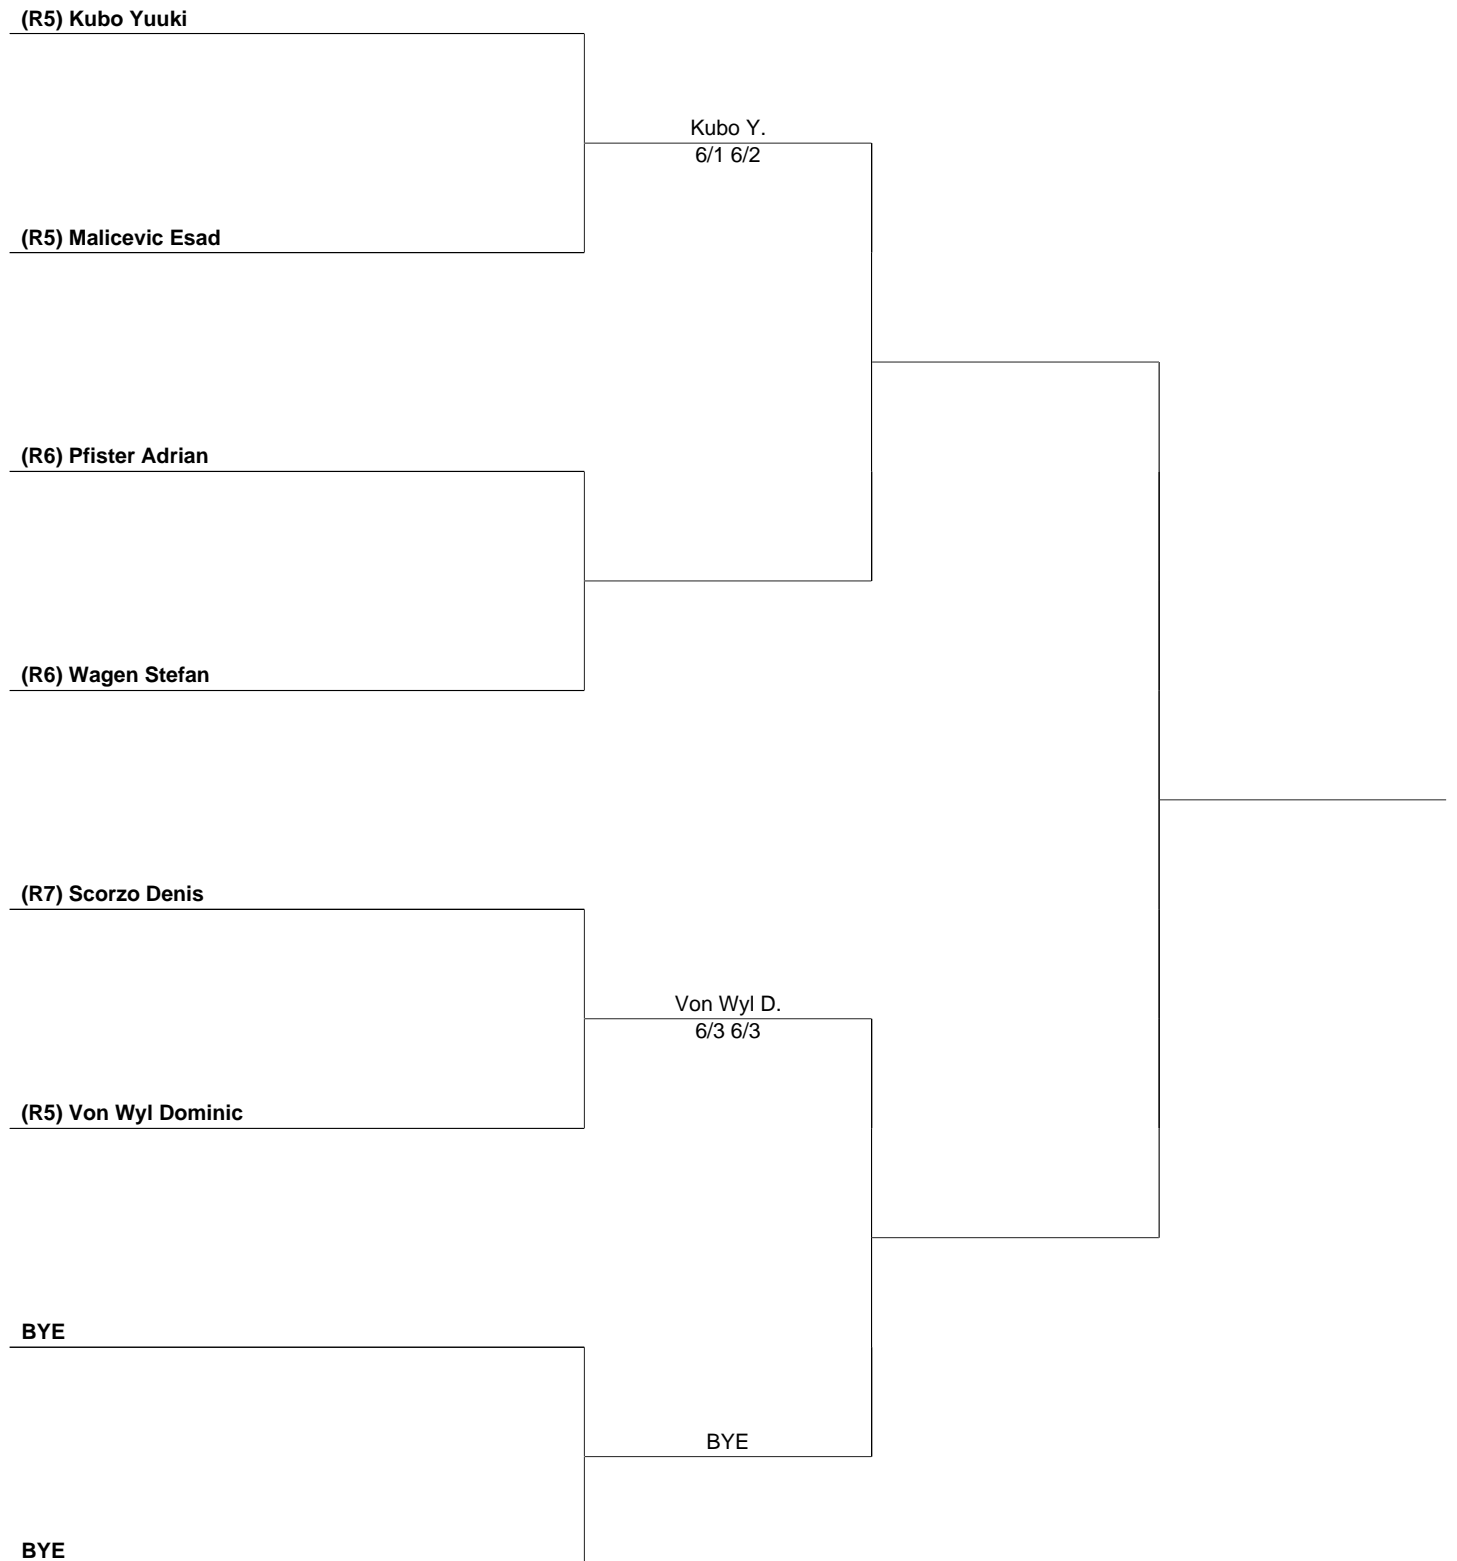 (R5) Kubo Yuuki
Kubo Y.
6/1 6/2
(R5) Malicevic Esad
(R6) Pfister Adrian
(R6) Wagen Stefan
(R7) Scorzo Denis
Von Wyl D.
6/3 6/3
(R5) Von Wyl Dominic
BYE
BYE
BYE